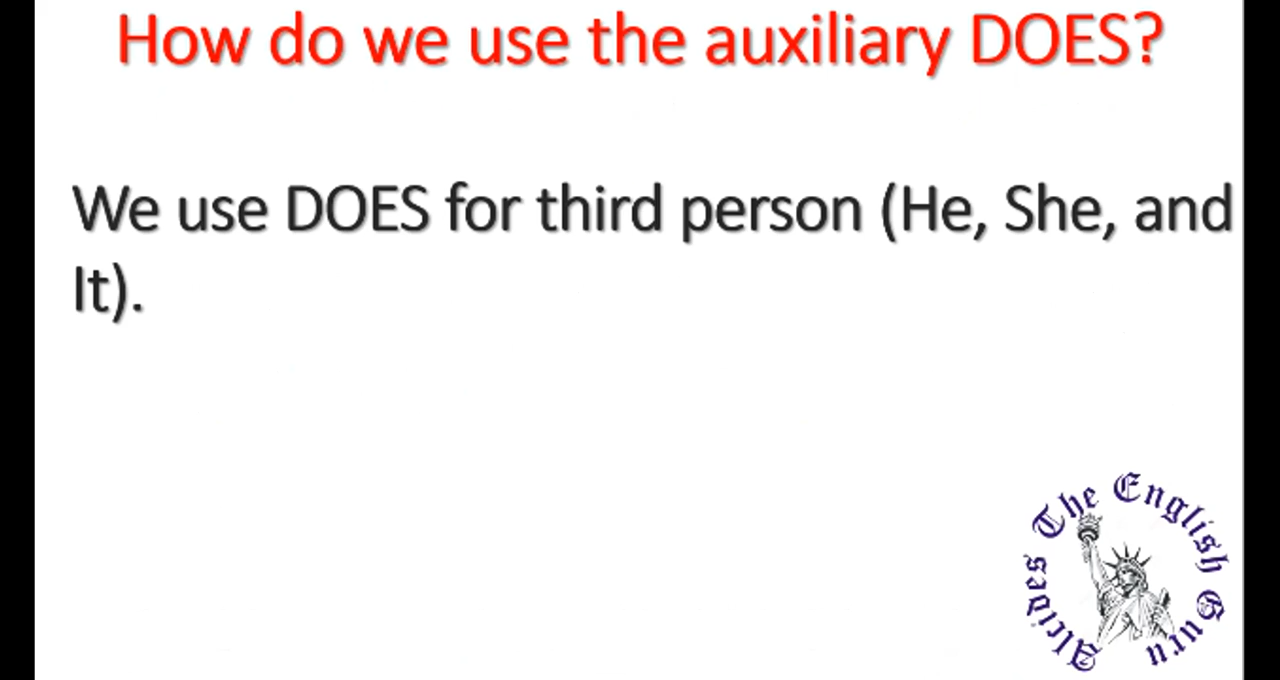 How do we use the auxiliary DOES?
We use DOES for third person (He, She, and
It).
Alcides The English Guru